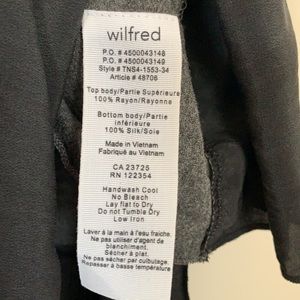 wilfred
P.O. # 4500043148
P.O. # 4500043149
Style # TNS4-1553-34
Article # 48706
Top body/Partie Supérieure
100% Rayon/Rayonne
Bottom body/Partie
inférieure
100% Silk/Soie
Made in Vietnam
Fabriqué au Vietnam
CA 23725
RN 122354
Handwash Cool
No Bleach
Lay flat to Dry
Do not Tumble Dry
Low Iron
Laver à la main à l'eau fraiche.
Ne pas utiliser d'agent de
blanchiment.
Sécher à plat.
Ne pas sécher par culbutage.
Repasser à basse température